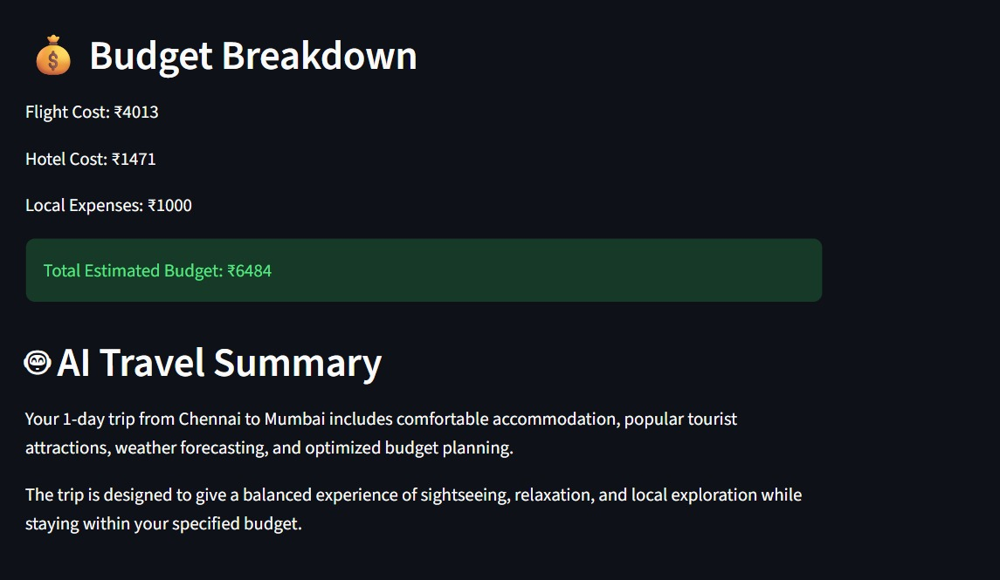 Budget Breakdown
Flight Cost: ₹4013
Hotel Cost: ₹1471
Local Expenses: ₹1000
Total Estimated Budget: ₹6484
AI Travel Summary
Your 1-day trip from Chennai to Mumbai includes comfortable accommodation, popular tourist
attractions, weather forecasting, and optimized budget planning.
The trip is designed to give a balanced experience of sightseeing, relaxation, and local exploration while
staying within your specified budget.